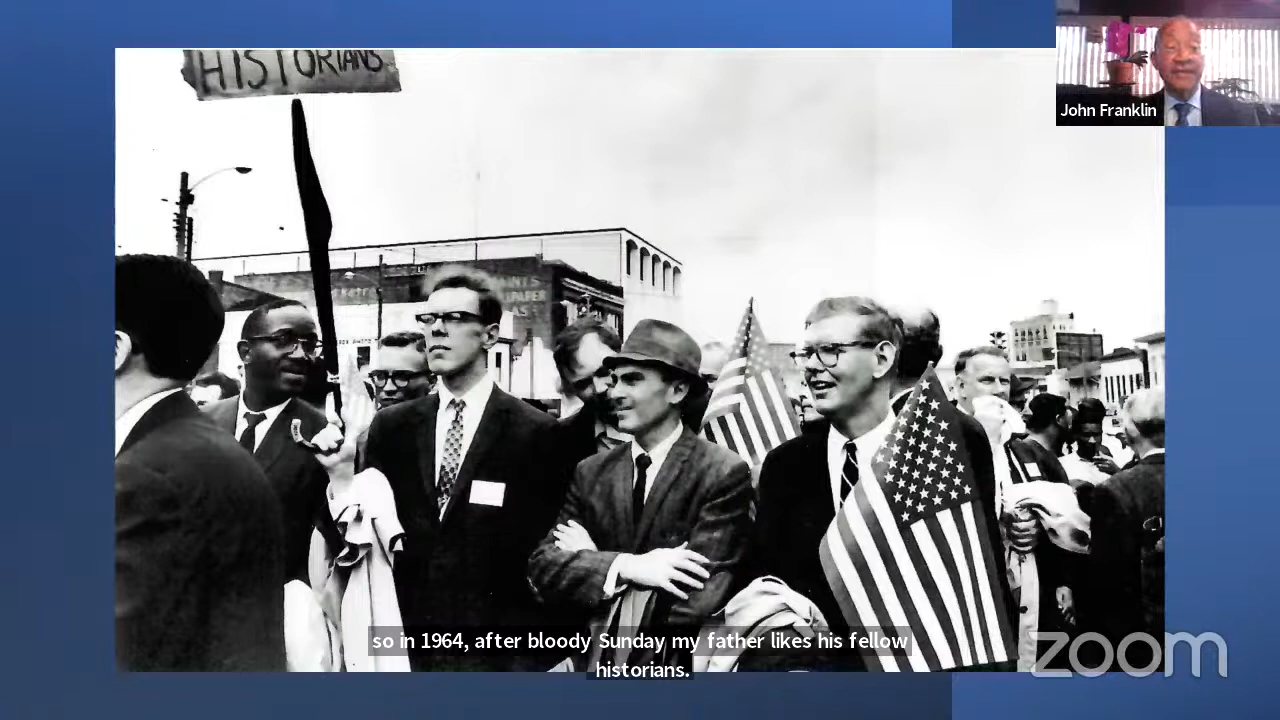 HISTORIANS
John Franklin
so in 1964, after bloody Sunday my father likes his fellow
historians.
zoom